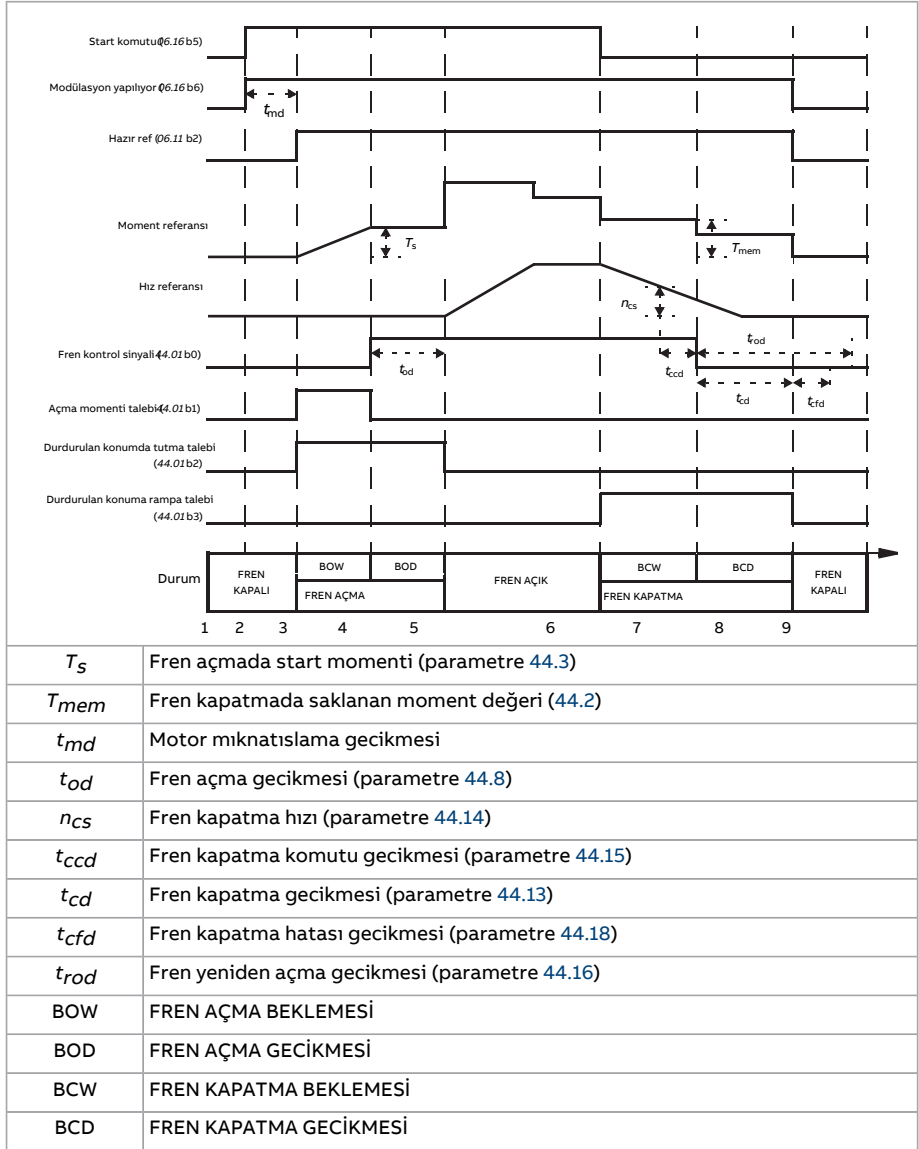 Start komutu (06.16 b5)
Modülasyon yapılıyor (06.16 b6)
tmd
Hazır ref (06.11 b2)
Moment referansı
Ts
Tmem
Hız referansı
ncs
Fren kontrol sinyali (44.01 b0)
tod
tccd
trod
tcd
tcfd
Açma momenti talebi (44.01 b1)
Durdurulan konumda tutma talebi
(44.01 b2)
Durdurulan konuma rampa talebi
(44.01 b3)
Durum
FREN
KAPALI
BOW
BOD
FREN AÇMA
FREN AÇIK
BCW
BCD
FREN KAPATMA
FREN
KAPALI
1 2 3 4 5 6 7 8 9
Ts Fren açmada start momenti (parametre 44.3)
Tmem Fren kapatmada saklanan moment değeri (44.2)
tmd Motor mıknatıslama gecikmesi
tod Fren açma gecikmesi (parametre 44.8)
ncs Fren kapatma hızı (parametre 44.14)
tccd Fren kapatma komutu gecikmesi (parametre 44.15)
tcd Fren kapatma gecikmesi (parametre 44.13)
tcfd Fren kapatma hatası gecikmesi (parametre 44.18)
trod Fren yeniden açma gecikmesi (parametre 44.16)
BOW FREN AÇMA BEKLEMESİ
BOD FREN AÇMA GECİKMESİ
BCW FREN KAPATMA BEKLEMESİ
BCD FREN KAPATMA GECİKMESİ